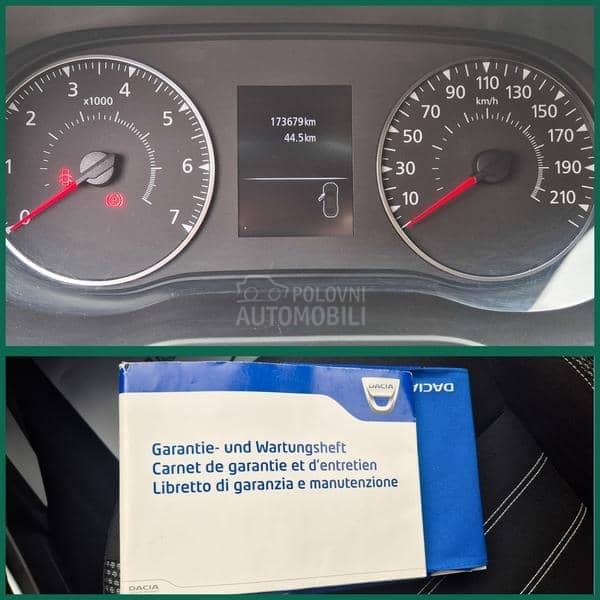 0
1
2
3
4
5
6
7
x1000
173679km
44.5km
10
30
50
70
90
110
130
150
170
190
210
km/h
POLOVNI
AUTOMOBILI
DACIA
DACIA
Garantie- und Wartungsheft
Carnet de garantie et d'entretien
Libretto di garanzia e manutenzione
DACIA